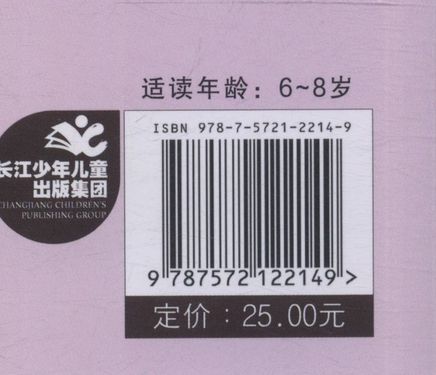 适读年龄：6~8岁
ISBN 978-7-5721-2214-9
长江少年儿童
出版集团
CHANGJIANG CHILDREN'S
PUBLISHING GROUP
9 787572 122149 >
定价：25.00元